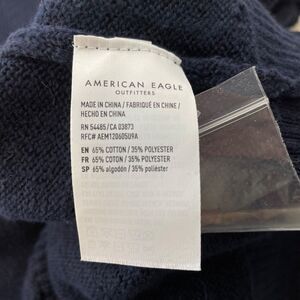 AMERICAN EAGLE
OUTFITTERS
MADE IN CHINA / FABRIQUÉ EN CHINE /
HECHO EN CHINA
RN 54485/CA 03873
RFC# AEM120605U9A
EN 65% COTTON / 35% POLYESTER
FR 65% COTON / 35% POLYESTER
SP 65% algodón / 35% poliéster